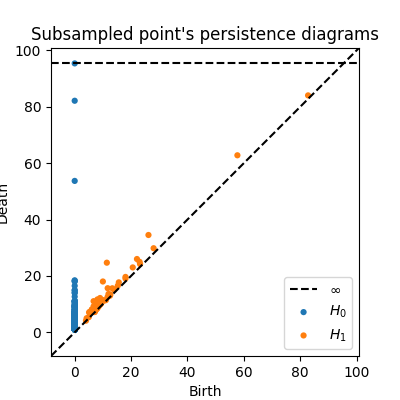 Subsampled point's persistence diagrams
100
80
60
40
20
0
Death
0 20 40 60 80 100
Birth
∞
H₀
H₁